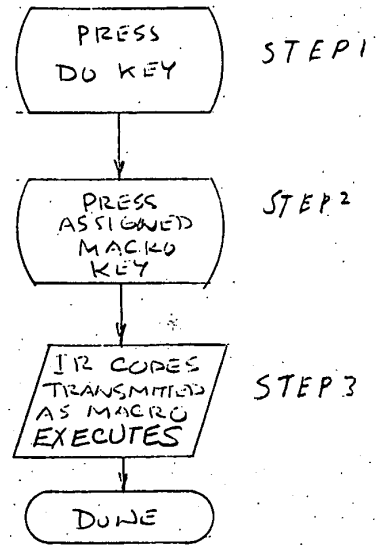 PRESS
DO KEY
STEP 1
PRESS
ASSIGNED
MACRO
KEY
STEP 2
IR CODES
TRANSMITTED
AS MACRO
EXECUTES
STEP 3
DONE